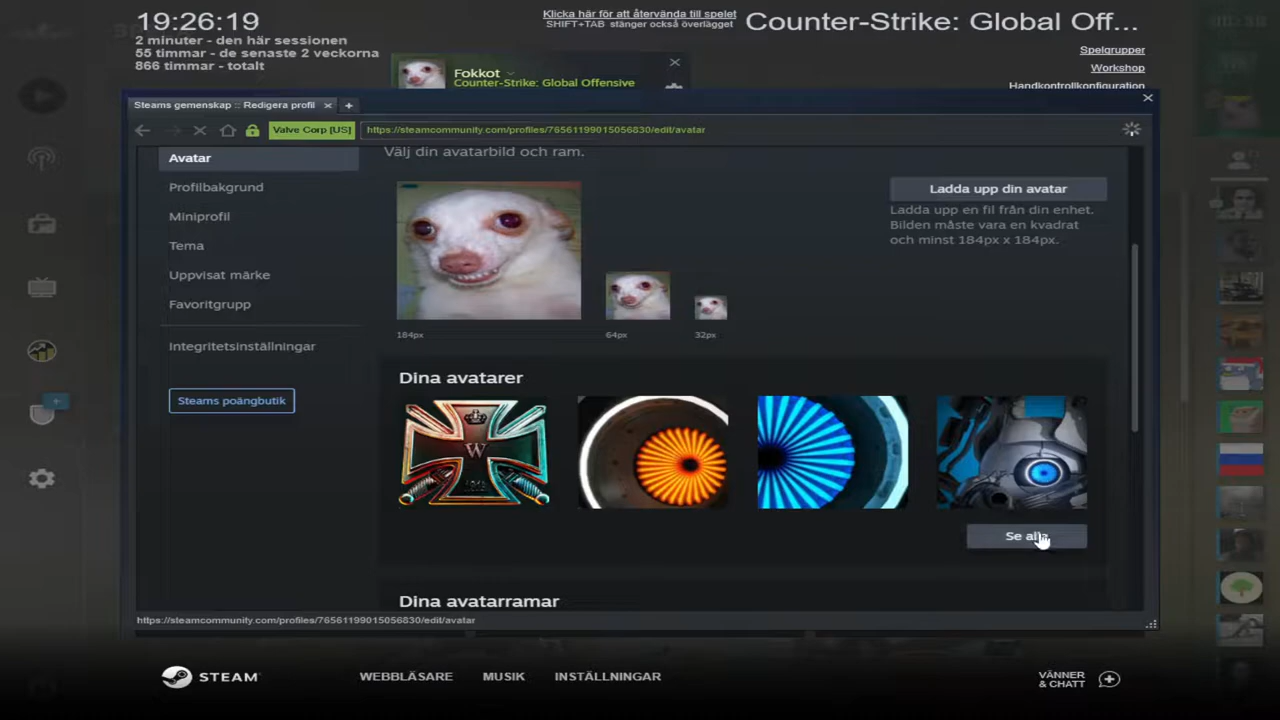 19:26:19
2 minuter - den här sessionen
55 timmar - de senaste 2 veckorna
866 timmar - totalt
Klicka här för att återvända till spelet
SHIFT+TAB stänger också överlägget
Counter-Strike: Global Off...
Spelgrupper
Workshop
Handkontrollkonfiguration
Fokkot
Counter-Strike: Global Offensive
Steams gemenskap :: Redigera profil
Valve Corp [US]
https://steamcommunity.com/profiles/76561199015056830/edit/avatar
Avatar
Profilbakgrund
Miniprofil
Tema
Uppvisat märke
Favoritgrupp
Integritetsinställningar
Steams poängbutik
Välj din avatarbild och ram.
184px
64px
32px
Ladda upp din avatar
Ladda upp en fil från din enhet.
Bilden måste vara en kvadrat
och minst 184px x 184px.
Dina avatarer
W
Se alla
Dina avatarramar
https://steamcommunity.com/profiles/76561199015056830/edit/avatar
STEAM
WEBBLÄSARE
MUSIK
INSTÄLLNINGAR
VÄNNER
& CHATT